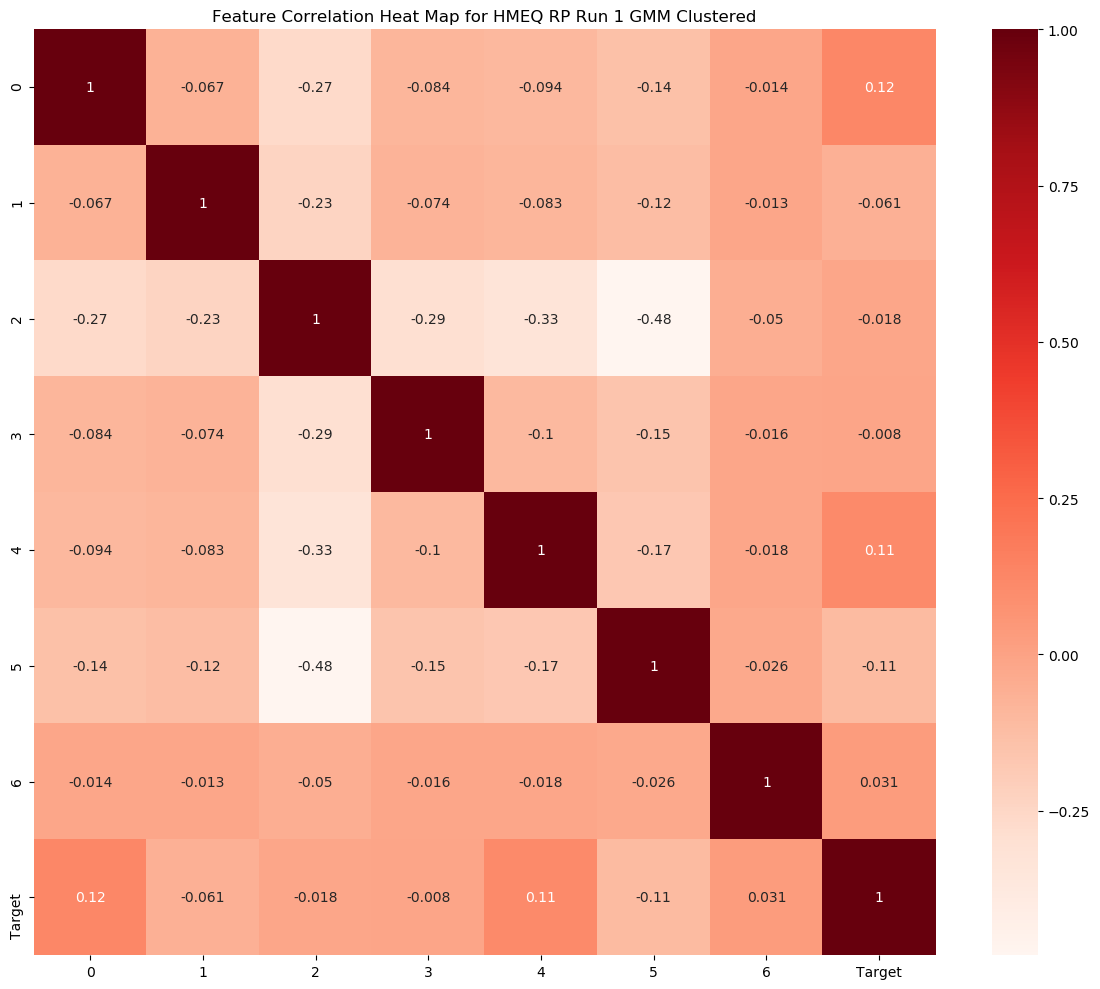 Feature Correlation Heat Map for HMEQ RP Run 1 GMM Clustered
0 1 -0.067 -0.27 -0.084 -0.094 -0.14 -0.014 0.12
1 -0.067 1 -0.23 -0.074 -0.083 -0.12 -0.013 -0.061
2 -0.27 -0.23 1 -0.29 -0.33 -0.48 -0.05 -0.018
3 -0.084 -0.074 -0.29 1 -0.1 -0.15 -0.016 -0.008
4 -0.094 -0.083 -0.33 -0.1 1 -0.17 -0.018 0.11
5 -0.14 -0.12 -0.48 -0.15 -0.17 1 -0.026 -0.11
6 -0.014 -0.013 -0.05 -0.016 -0.018 -0.026 1 0.031
Target 0.12 -0.061 -0.018 -0.008 0.11 -0.11 0.031 1
0 1 2 3 4 5 6 Target
1.00
0.75
0.50
0.25
0.00
−0.25